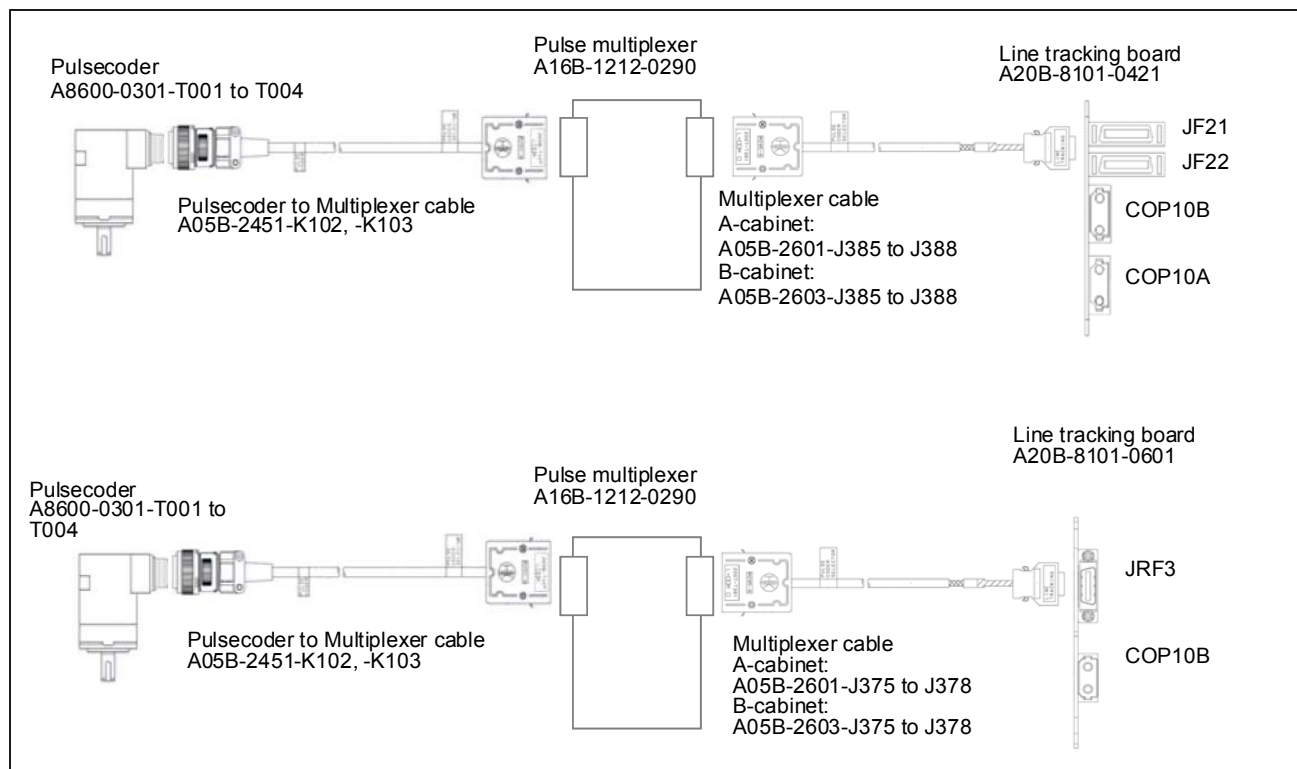 Pulsecoder
A8600-0301-T001 to T004
Pulse multiplexer
A16B-1212-0290
Line tracking board
A20B-8101-0421
JF21
JF22
COP10B
COP10A
Pulsecoder to Multiplexer cable
A05B-2451-K102, -K103
Multiplexer cable
A-cabinet:
A05B-2601-J385 to J388
B-cabinet:
A05B-2603-J385 to J388
Line tracking board
A20B-8101-0601
Pulsecoder
A8600-0301-T001 to
T004
Pulse multiplexer
A16B-1212-0290
JRF3
COP10B
Pulsecoder to Multiplexer cable
A05B-2451-K102, -K103
Multiplexer cable
A-cabinet:
A05B-2601-J375 to J378
B-cabinet:
A05B-2603-J375 to J378